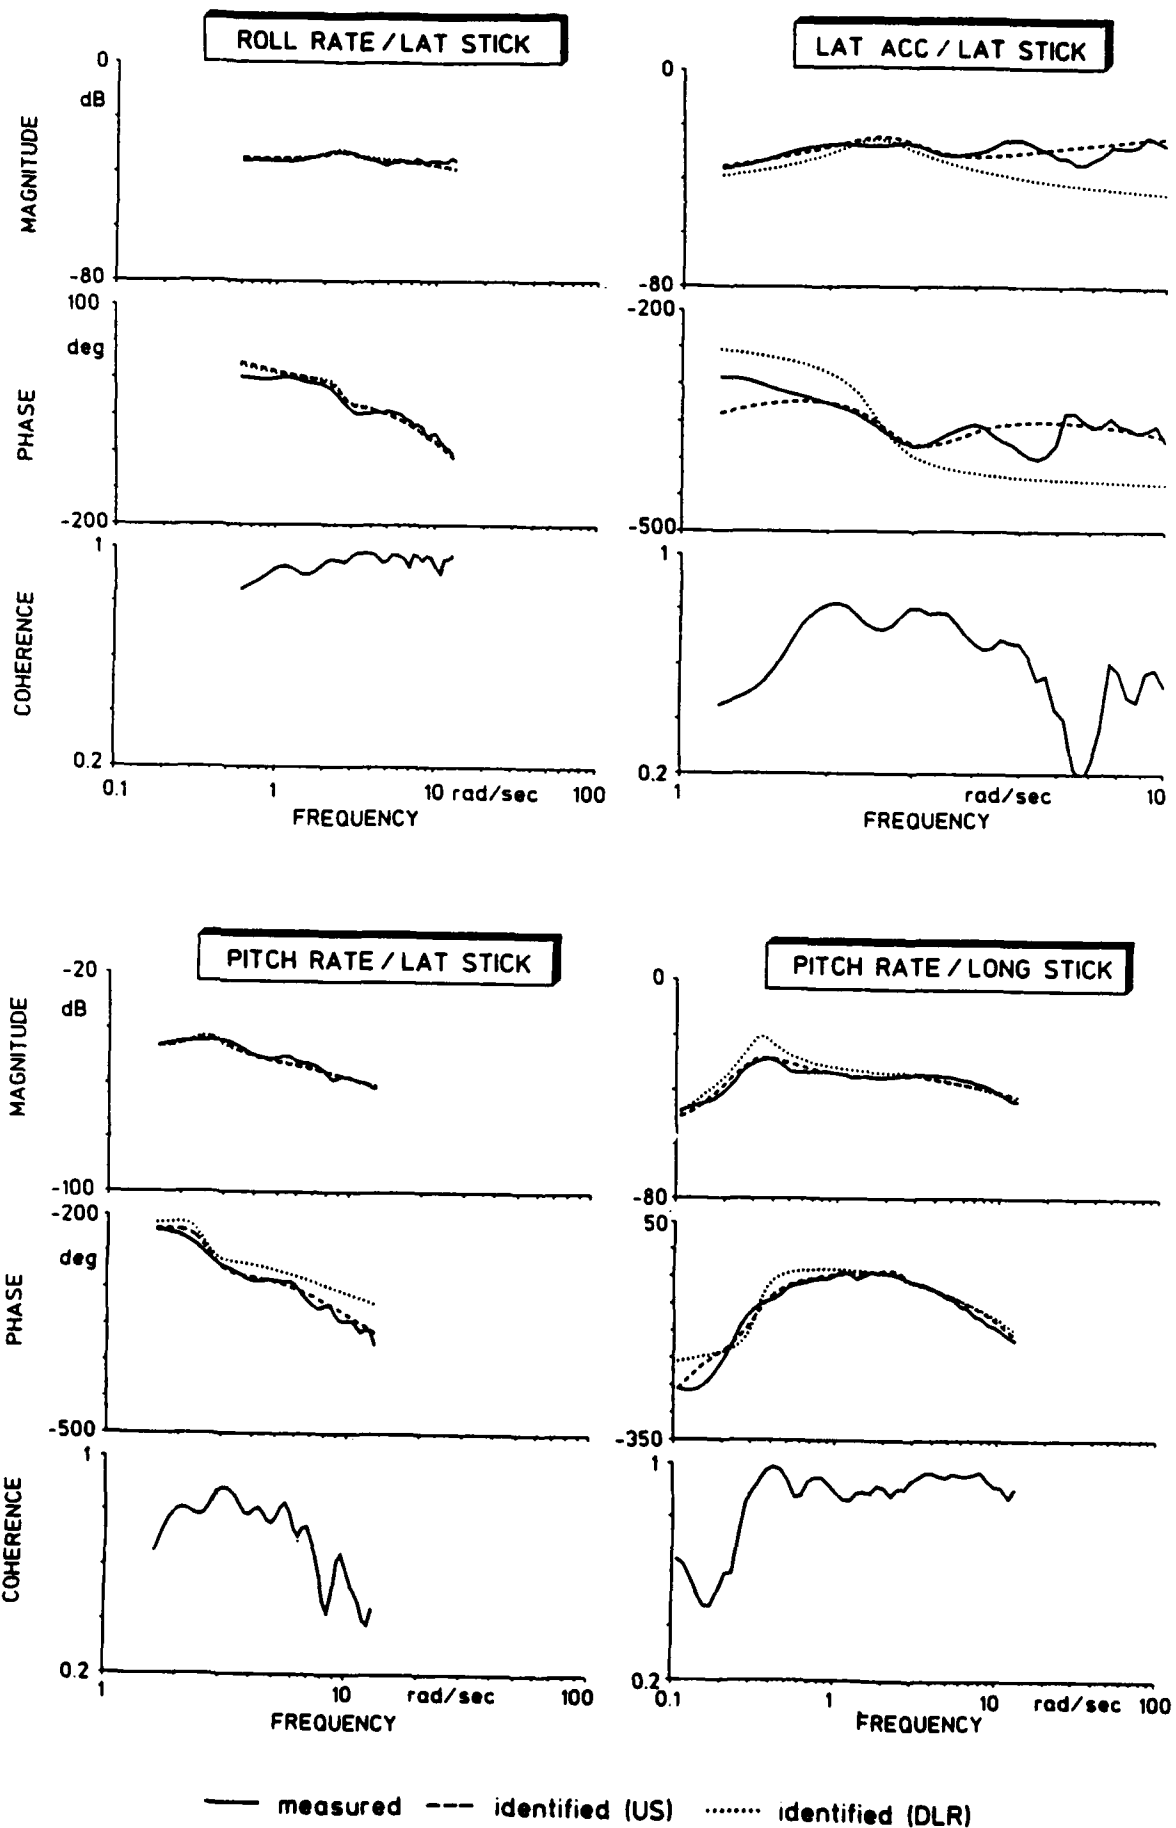 ROLL RATE / LAT STICK
0
dB
MAGNITUDE
-80
100
deg
PHASE
-200
1
COHERENCE
0.2
0.1 1 10 rad/sec 100
FREQUENCY
LAT ACC / LAT STICK
0
-80
-200
-500
1
0.2
1 rad/sec 10
FREQUENCY
PITCH RATE / LAT STICK
-20
dB
MAGNITUDE
-100
-200
deg
PHASE
-500
1
COHERENCE
0.2
1 10 rad/sec 100
FREQUENCY
PITCH RATE / LONG STICK
0
-80
50
-350
1
0.2
0.1 1 10 rad/sec 100
FREQUENCY
measured identified (US) identified (DLR)